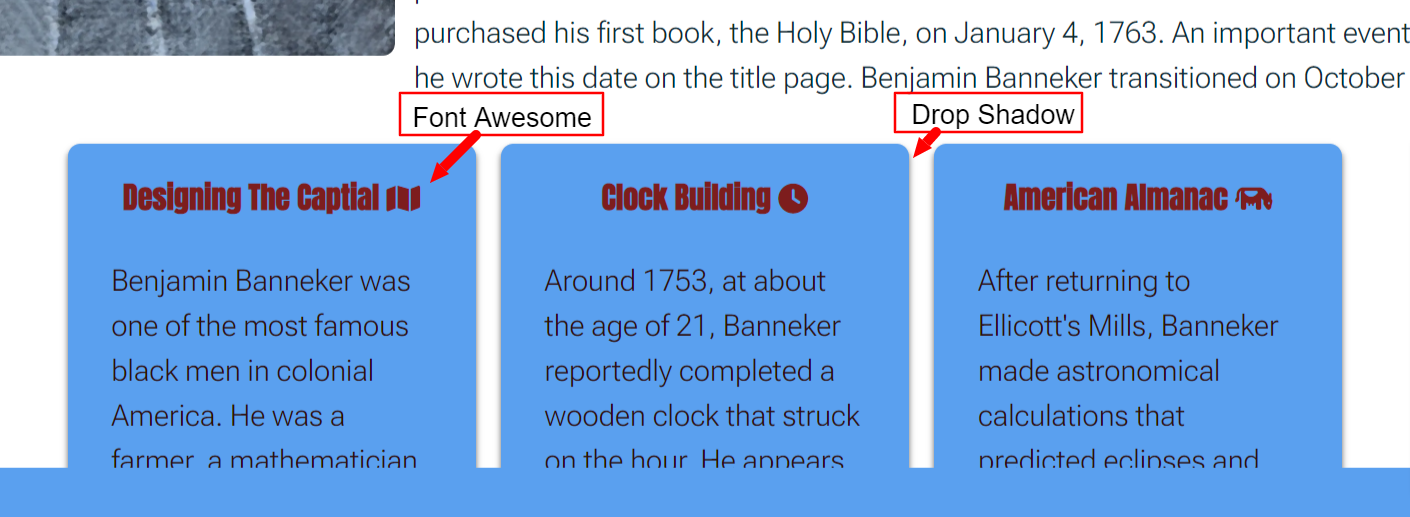 purchased his first book, the Holy Bible, on January 4, 1763. An important event
he wrote this date on the title page. Benjamin Banneker transitioned on October
Font Awesome
Drop Shadow
Designing The Captial
Benjamin Banneker was
one of the most famous
black men in colonial
America. He was a
farmer, a mathematician
Clock Building
Around 1753, at about
the age of 21, Banneker
reportedly completed a
wooden clock that struck
on the hour. He appears
American Almanac
After returning to
Ellicott's Mills, Banneker
made astronomical
calculations that
predicted eclipses and